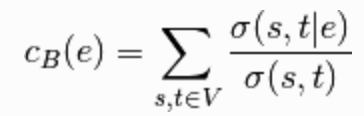 c_B(e) = \sum_{s,t \in V} \frac{\sigma(s,t|e)}{\sigma(s,t)}